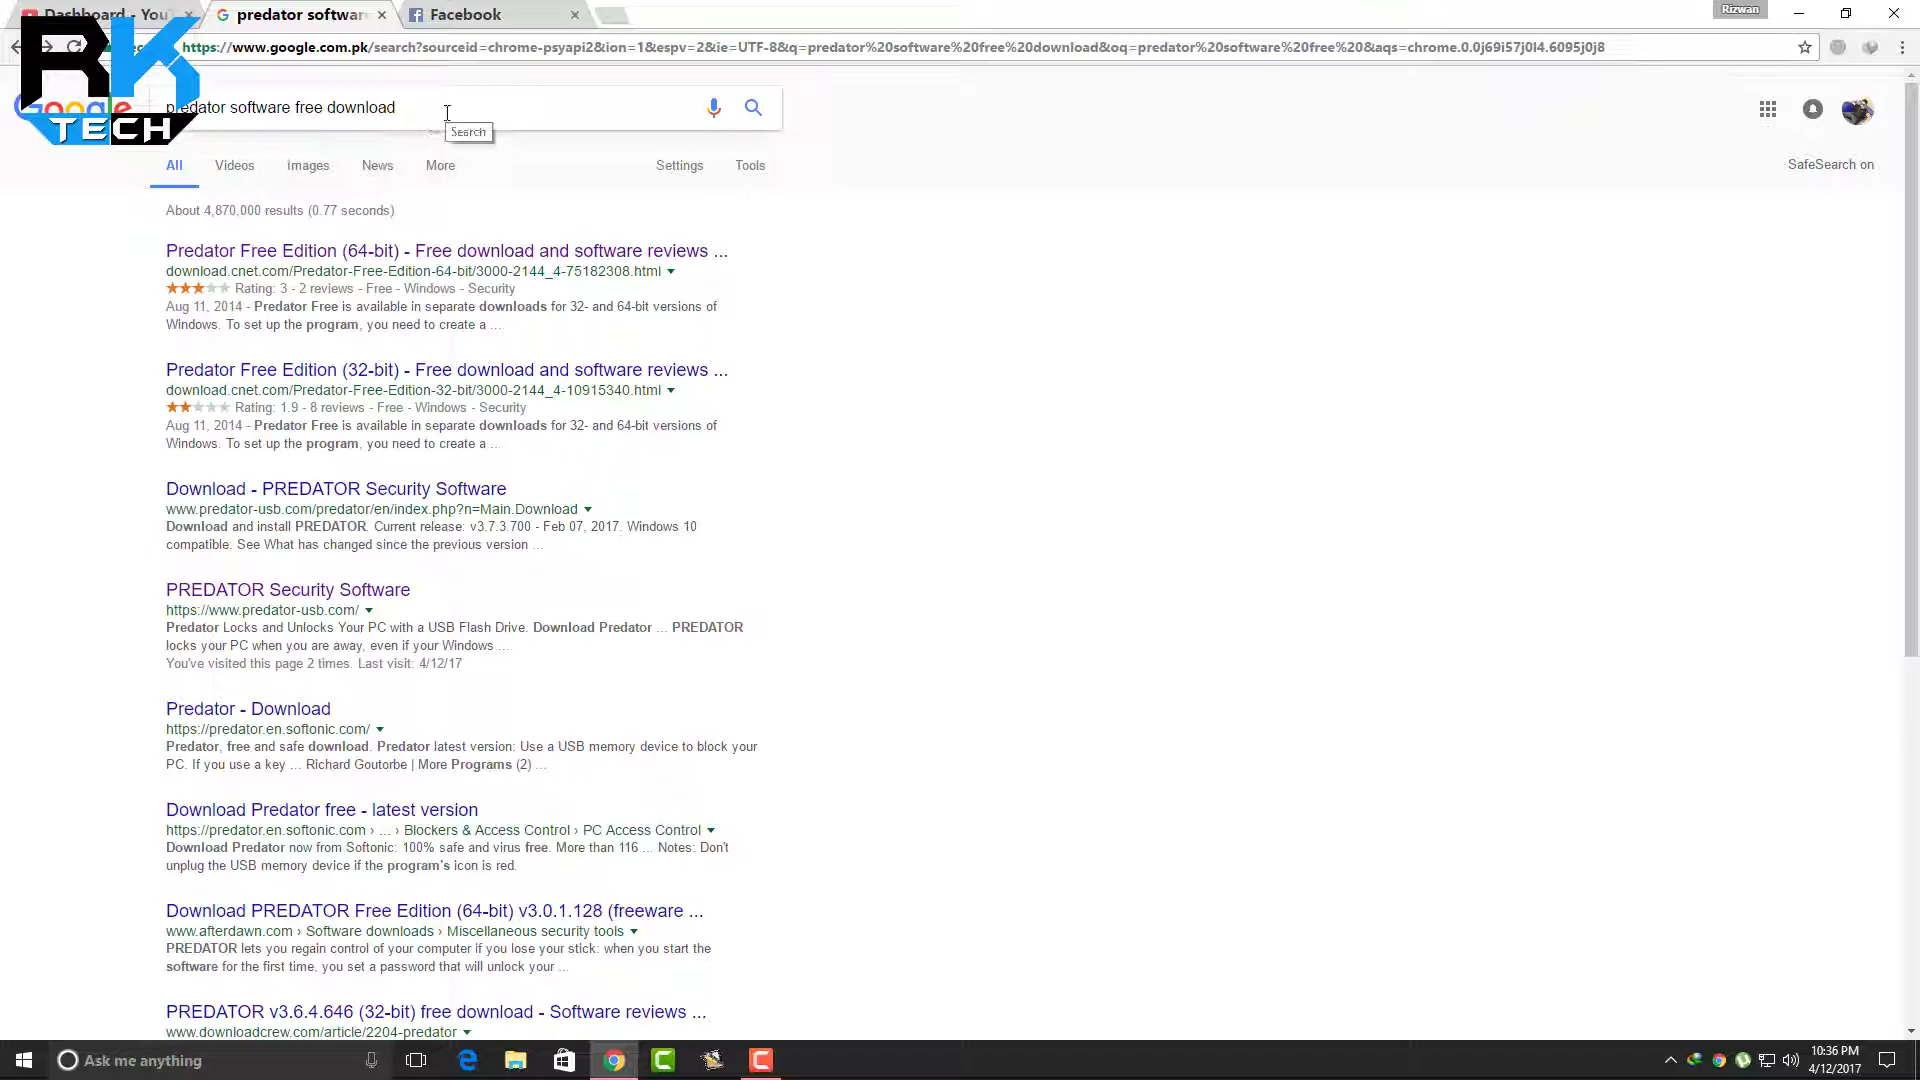 Dashboard - You
predator software
Facebook
Rizwan
https://www.google.com.pk/search?sourceid=chrome-psyapi2&ion=1&espv=2&ie=UTF-8&q=predator%20software%20free%20download&oq=predator%20software%20free%20&aqs=chrome.0.0j69i57j0l4.6095j0j8
RK
TECH
Google
predator software free download
Search
All Videos Images News More Settings Tools
SafeSearch on
About 4,870,000 results (0.77 seconds)
Predator Free Edition (64-bit) - Free download and software reviews ...
download.cnet.com/Predator-Free-Edition-64-bit/3000-2144_4-75182308.html
Rating: 3 - 2 reviews - Free - Windows - Security
Aug 11, 2014 - Predator Free is available in separate downloads for 32- and 64-bit versions of
Windows. To set up the program, you need to create a ...
Predator Free Edition (32-bit) - Free download and software reviews ...
download.cnet.com/Predator-Free-Edition-32-bit/3000-2144_4-10915340.html
Rating: 1.9 - 8 reviews - Free - Windows - Security
Aug 11, 2014 - Predator Free is available in separate downloads for 32- and 64-bit versions of
Windows. To set up the program, you need to create a ...
Download - PREDATOR Security Software
www.predator-usb.com/predator/en/index.php?n=Main.Download
Download and install PREDATOR. Current release: v3.7.3.700 - Feb 07, 2017. Windows 10
compatible. See What has changed since the previous version ...
PREDATOR Security Software
https://www.predator-usb.com/
Predator Locks and Unlocks Your PC with a USB Flash Drive. Download Predator ... PREDATOR
locks your PC when you are away, even if your Windows ...
You've visited this page 2 times. Last visit: 4/12/17
Predator - Download
https://predator.en.softonic.com/
Predator, free and safe download. Predator latest version: Use a USB memory device to block your
PC. If you use a key ... Richard Goutorbe | More Programs (2) ...
Download Predator free - latest version
https://predator.en.softonic.com › ... › Blockers & Access Control › PC Access Control
Download Predator now from Softonic: 100% safe and virus free. More than 116 ... Notes: Don't
unplug the USB memory device if the program's icon is red.
Download PREDATOR Free Edition (64-bit) v3.0.1.128 (freeware ...
www.afterdawn.com › Software downloads › Miscellaneous security tools
PREDATOR lets you regain control of your computer if you lose your stick: when you start the
software for the first time, you set a password that will unlock your ...
PREDATOR v3.6.4.646 (32-bit) free download - Software reviews ...
www.downloadcrew.com/article/2204-predator
Ask me anything
10:36 PM
4/12/2017